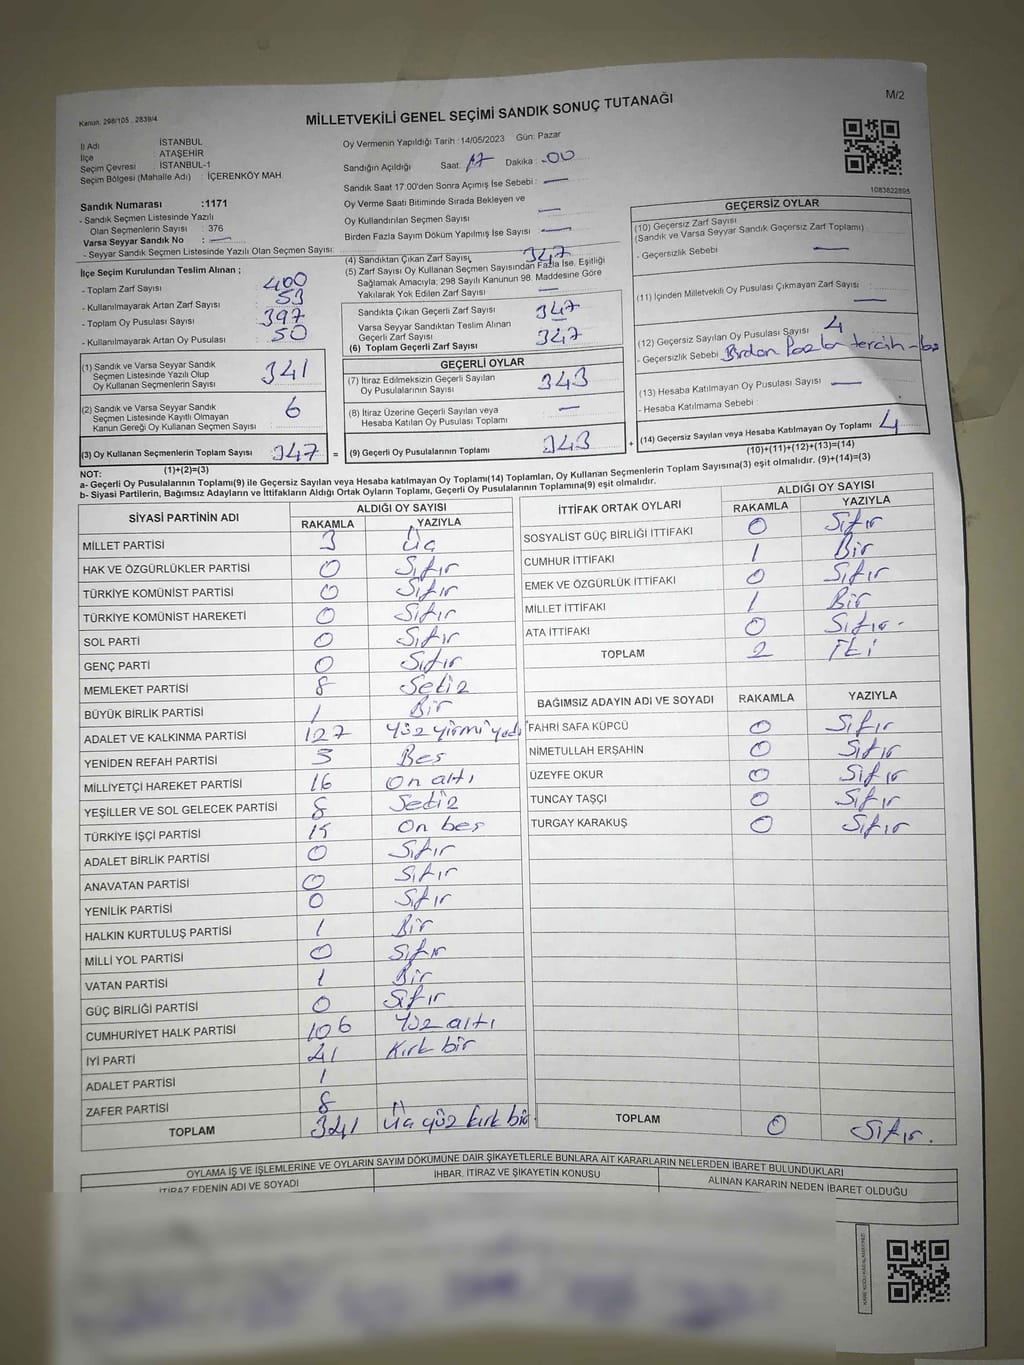 M/2
Kanun, 298/105 , 2839/4
MİLLETVEKİLİ GENEL SEÇİMİ SANDIK SONUÇ TUTANAĞI
İl Adı : İSTANBUL
İlçe : ATAŞEHİR
Seçim Çevresi : İSTANBUL-1
Seçim Bölgesi (Mahalle Adı) : İÇERENKÖY MAH.
Sandık Numarası :1171
- Sandık Seçmen Listesinde Yazılı
Olan Seçmenlerin Sayısı : 376
Varsa Seyyar Sandık No : —
- Seyyar Sandık Seçmen Listesinde Yazılı Olan Seçmen Sayısı:
İlçe Seçim Kurulundan Teslim Alınan ;
- Toplam Zarf Sayısı : 400
- Kullanılmayarak Artan Zarf Sayısı : 53
- Toplam Oy Pusulası Sayısı : 397
- Kullanılmayarak Artan Oy Pusulası : 50
(1) Sandık ve Varsa Seyyar Sandık
Seçmen Listesinde Yazılı Olup
Oy Kullanan Seçmenlerin Sayısı : 341
(2) Sandık ve Varsa Seyyar Sandık
Seçmen Listesinde Kayıtlı Olmayan
Kanun Gereği Oy Kullanan Seçmen Sayısı : 6
(3) Oy Kullanan Seçmenlerin Toplam Sayısı : 347 =
(1)+(2)=(3)
Oy Vermenin Yapıldığı Tarih :14/05/2023 Gün: Pazar
Sandığın Açıldığı Saat: 17 Dakika : 00
Sandık Saat 17:00'den Sonra Açımış İse Sebebi : —
Oy Verme Saati Bitiminde Sırada Bekleyen ve
Oy Kullandırılan Seçmen Sayısı : —
Birden Fazla Sayım Döküm Yapılmış İse Sayısı : —
(4) Sandıktan Çıkan Zarf Sayısı, : 347
(5) Zarf Sayısı Oy Kullanan Seçmen Sayısından Fazla İse, Eşitliği
Sağlamak Amacıyla; 298 Sayılı Kanunun 98. Maddesine Göre
Yakılarak Yok Edilen Zarf Sayısı : —
Sandıkta Çıkan Geçerli Zarf Sayısı : 347
Varsa Seyyar Sandıktan Teslim Alınan
Geçerli Zarf Sayısı : —
(6) Toplam Geçerli Zarf Sayısı : 347
GEÇERLİ OYLAR
(7) İtiraz Edilmeksizin Geçerli Sayılan
Oy Pusulalarının Sayısı : 343
(8) İtiraz Üzerine Geçerli Sayılan veya
Hesaba Katılan Oy Pusulası Toplamı : —
(9) Geçerli Oy Pusulalarının Toplamı : 343 +
1083822895
GEÇERSİZ OYLAR
(10) Geçersiz Zarf Sayısı
(Sandık ve Varsa Seyyar Sandık Geçersiz Zarf Toplamı) :
- Geçersizlik Sebebi : —
(11) İçinden Milletvekili Oy Pusulası Çıkmayan Zarf Sayısı : —
(12) Geçersiz Sayılan Oy Pusulası Sayısı : 4
- Geçersizlik Sebebi : Birden Fazla tercih
(13) Hesaba Katılmayan Oy Pusulası Sayısı : —
- Hesaba Katılmama Sebebi :
(14) Geçersiz Sayılan veya Hesaba Katılmayan Oy Toplamı : 4
(10)+(11)+(12)+(13)=(14)
NOT:
a- Geçerli Oy Pusulalarının Toplamı(9) ile Geçersiz Sayılan veya Hesaba katılmayan Oy Toplamı(14) Toplamları, Oy Kullanan Seçmenlerin Toplam Sayısına(3) eşit olmalıdır. (9)+(14)=(3)
b- Siyasi Partilerin, Bağımsız Adayların ve İttifakların Aldığı Ortak Oyların Toplamı, Geçerli Oy Pusulalarının Toplamına(9) eşit olmalıdır.
SİYASİ PARTİNİN ADI ALDIĞI OY SAYISI
RAKAMLA YAZIYLA
MİLLET PARTİSİ 3 Üç
HAK VE ÖZGÜRLÜKLER PARTİSİ 0 Sıfır
TÜRKİYE KOMÜNİST PARTİSİ 0 Sıfır
TÜRKİYE KOMÜNİST HAREKETİ 0 Sıfır
SOL PARTİ 0 Sıfır
GENÇ PARTİ 0 Sıfır
MEMLEKET PARTİSİ 8 Sekiz
BÜYÜK BİRLİK PARTİSİ 1 Bir
ADALET VE KALKINMA PARTİSİ 127 Yüz yirmi yedi
YENİDEN REFAH PARTİSİ 5 Beş
MİLLİYETÇİ HAREKET PARTİSİ 16 On altı
YEŞİLLER VE SOL GELECEK PARTİSİ 8 Sekiz
TÜRKİYE İŞÇİ PARTİSİ 15 On beş
ADALET BİRLİK PARTİSİ 0 Sıfır
ANAVATAN PARTİSİ 0 Sıfır
YENİLİK PARTİSİ 0 Sıfır
HALKIN KURTULUŞ PARTİSİ 1 Bir
MİLLİ YOL PARTİSİ 0 Sıfır
VATAN PARTİSİ 1 Bir
GÜÇ BİRLİĞİ PARTİSİ 0 Sıfır
CUMHURİYET HALK PARTİSİ 106 Yüz altı
İYİ PARTİ 41 Kırk bir
ADALET PARTİSİ 1
ZAFER PARTİSİ 8
TOPLAM 341 Üç yüz kırk bir
İTTİFAK ORTAK OYLARI ALDIĞI OY SAYISI
RAKAMLA YAZIYLA
SOSYALİST GÜÇ BİRLİĞİ İTTİFAKI 0 Sıfır
CUMHUR İTTİFAKI 1 Bir
EMEK VE ÖZGÜRLÜK İTTİFAKI 0 Sıfır
MİLLET İTTİFAKI 1 Bir
ATA İTTİFAKI 0 Sıfır
TOPLAM 2 İki
BAĞIMSIZ ADAYIN ADI VE SOYADI RAKAMLA YAZIYLA
FAHRİ SAFA KÜPCÜ 0 Sıfır
NİMETULLAH ERŞAHİN 0 Sıfır
ÜZEYFE OKUR 0 Sıfır
TUNCAY TAŞÇI 0 Sıfır
TURGAY KARAKUŞ 0 Sıfır
TOPLAM 0 Sıfır.
OYLAMA İŞ VE İŞLEMLERİNE VE OYLARIN SAYIM DÖKÜMÜNE DAİR ŞİKAYETLERLE BUNLARA AİT KARARLARIN NELERDEN İBARET BULUNDUKLARI
İTİRAZ EDENİN ADI VE SOYADI İHBAR, İTİRAZ VE ŞİKAYETİN KONUSU ALINAN KARARIN NEDEN İBARET OLDUĞU